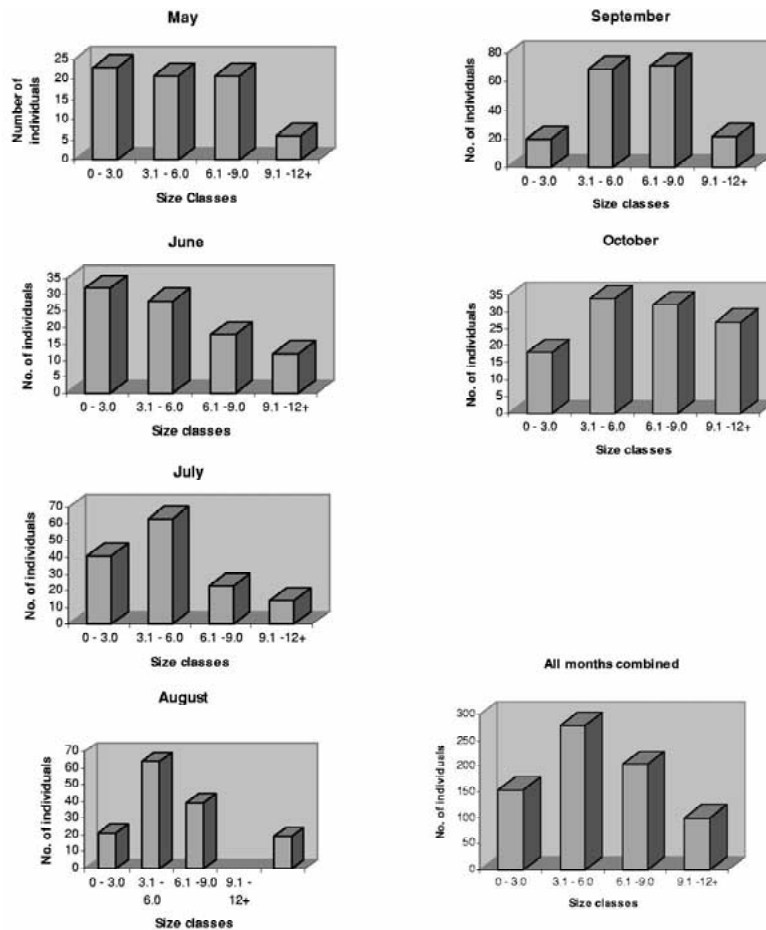 May
Number of
individuals
25
20
15
10
5
0
0 - 3.0 3.1 - 6.0 6.1 -9.0 9.1 -12+
Size Classes
June
No. of individuals
35
30
25
20
15
10
5
0
0 - 3.0 3.1 - 6.0 6.1 -9.0 9.1 -12+
Size classes
July
No. of individuals
70
60
50
40
30
20
10
0
0 - 3.0 3.1 - 6.0 6.1 -9.0 9.1 -12+
Size classes
August
No. of individuals
70
60
50
40
30
20
10
0
0 - 3.0 3.1 - 6.1 -9.0 9.1 -
6.0 12+
Size classes
September
No. of individuals
80
60
40
20
0
0 - 3.0 3.1 - 6.0 6.1 -9.0 9.1 -12+
Size classes
October
No. of individuals
35
30
25
20
15
10
5
0
0 - 3.0 3.1 - 6.0 6.1 -9.0 9.1 -12+
Size classes
All months combined
No. of individuals
300
250
200
150
100
50
0
0 - 3.0 3.1 - 6.0 6.1 -9.0 9.1 -12+
Size classes